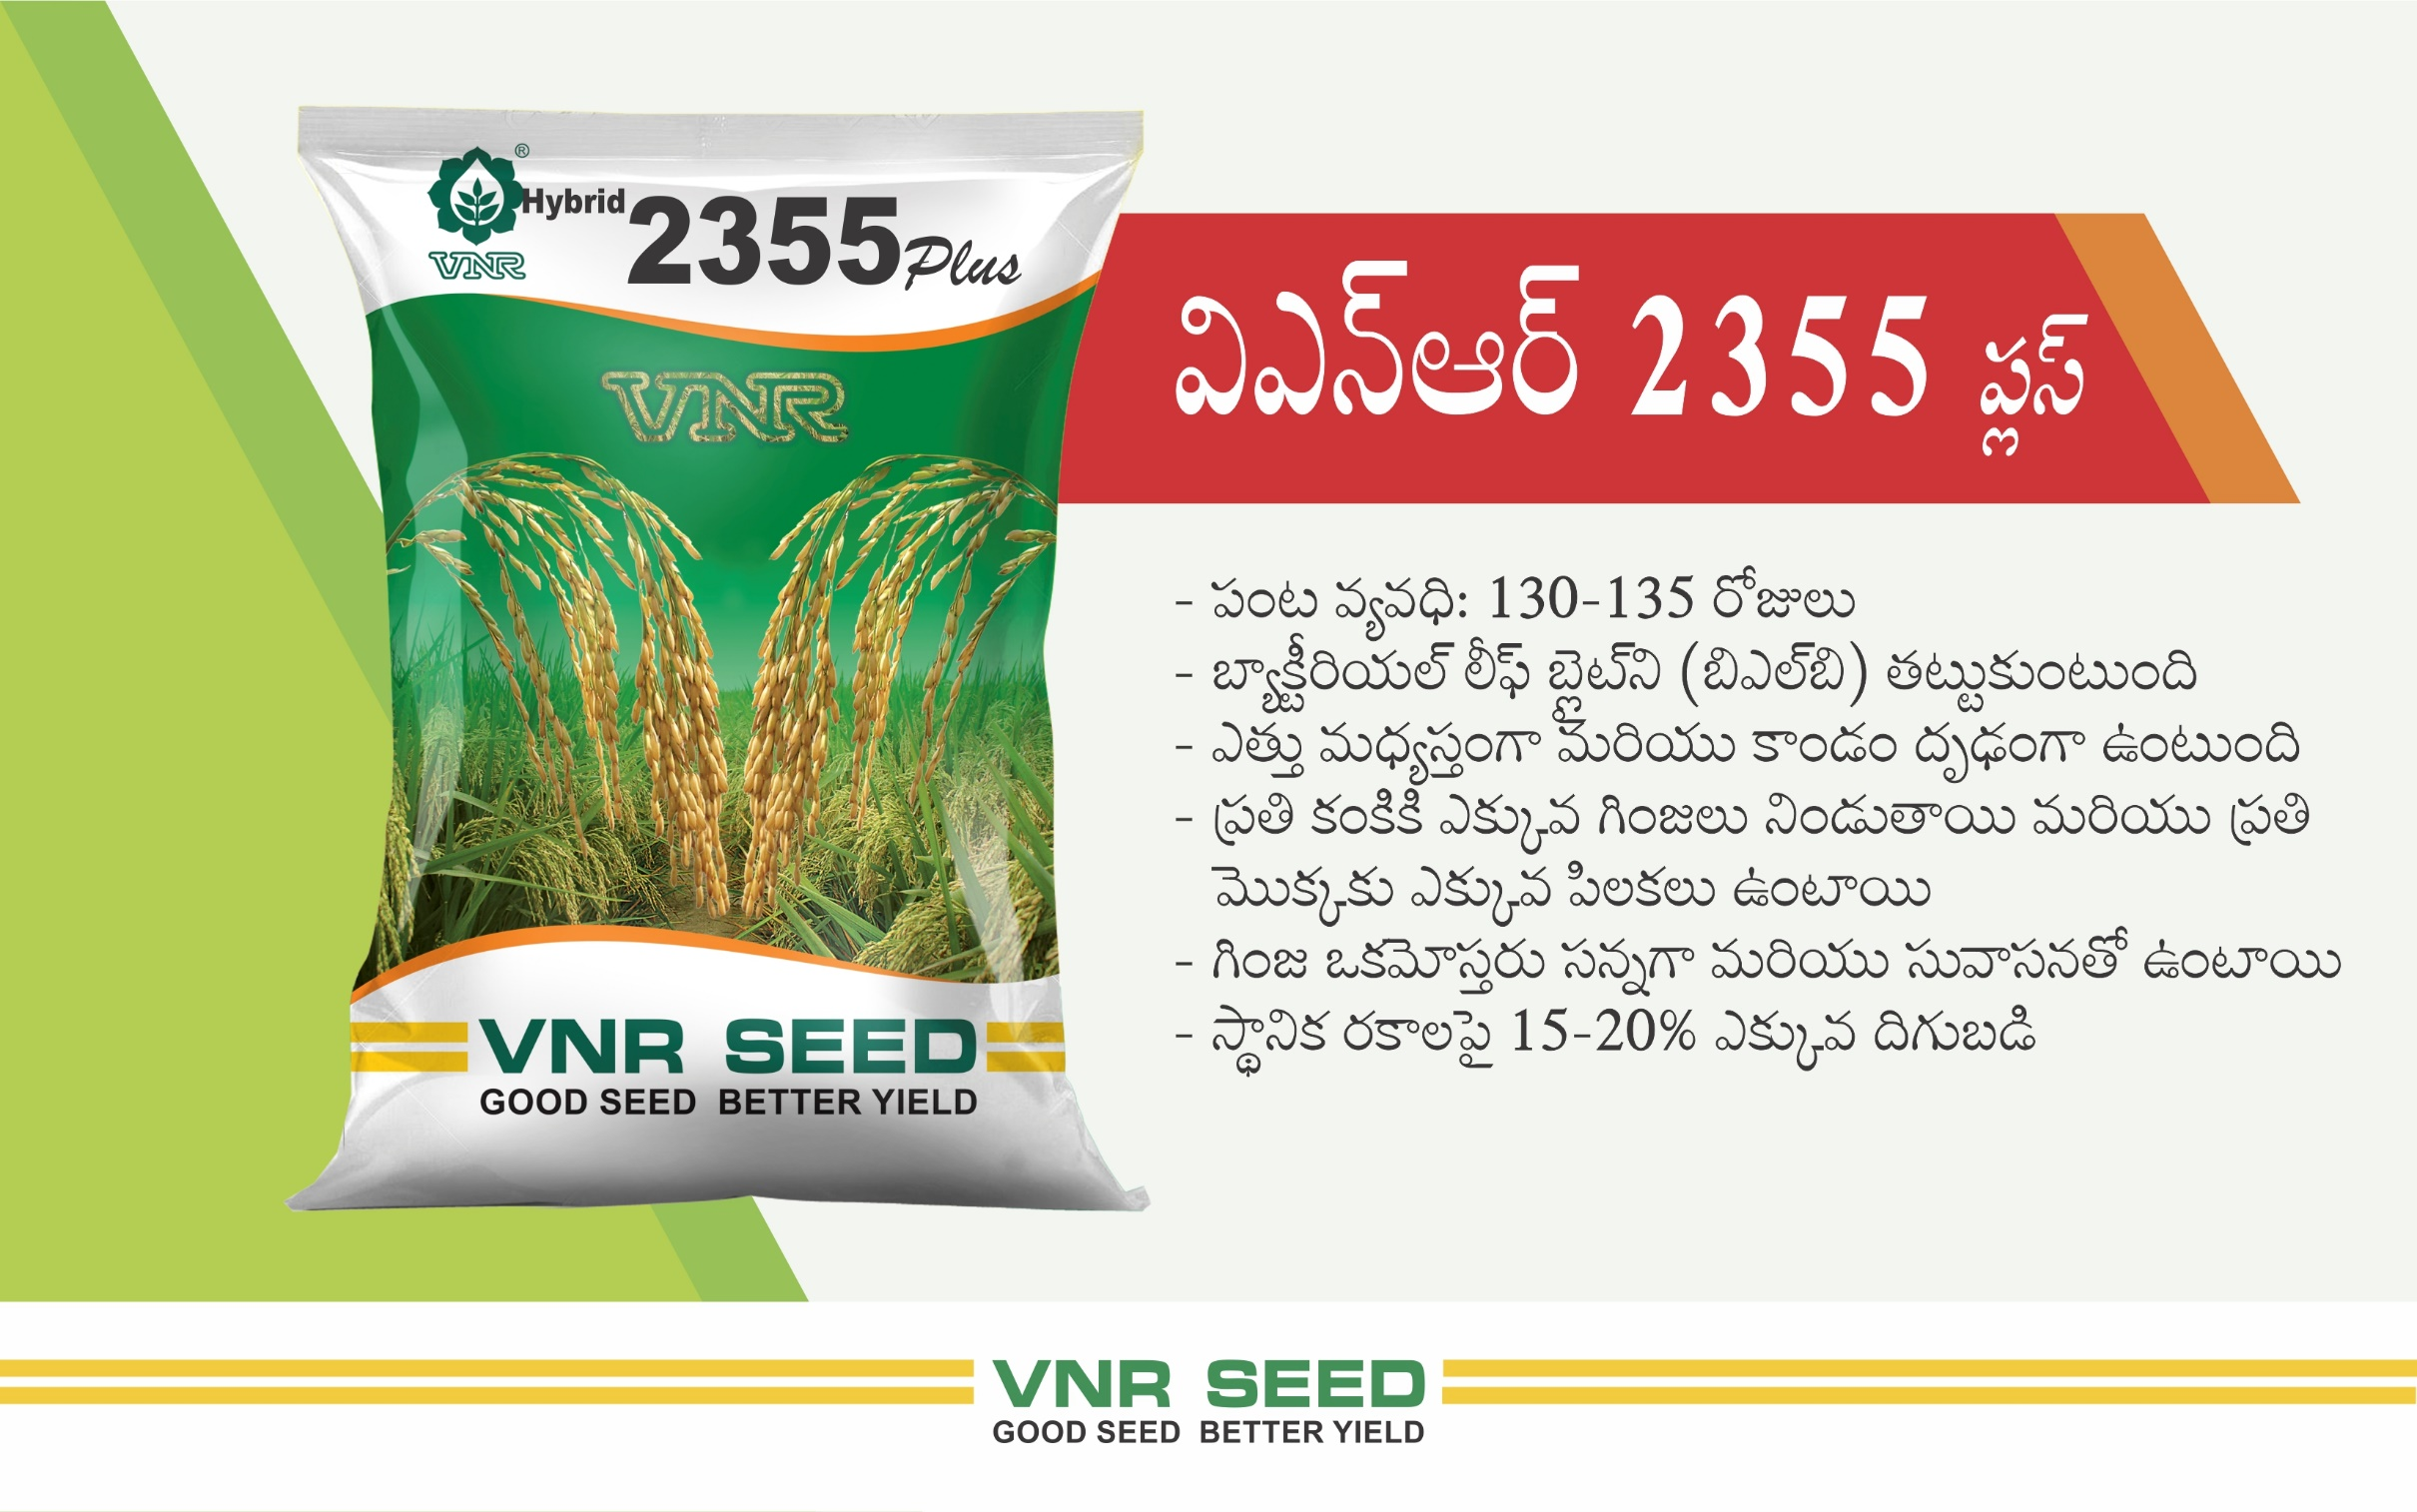 VNR
®
Hybrid 2355 Plus
VNR
VNR SEED
GOOD SEED BETTER YIELD
విఎన్ఆర్ 2355 ప్లస్
- పంట వ్యవధి: 130-135 రోజులు
- బ్యాక్టీరియల్ లీఫ్ బ్లైట్‌ని (బిఎల్‌బి) తట్టుకుంటుంది
- ఎత్తు మధ్యస్తంగా మరియు కాండం దృఢంగా ఉంటుంది
- ప్రతి కంకికి ఎక్కువ గింజలు నిండుతాయి మరియు ప్రతి
మొక్కకు ఎక్కువ పిలకలు ఉంటాయి
- గింజ ఒకమోస్తరు సన్నగా మరియు సువాసనతో ఉంటాయి
- స్థానిక రకాలపై 15-20% ఎక్కువ దిగుబడి
VNR SEED
GOOD SEED BETTER YIELD